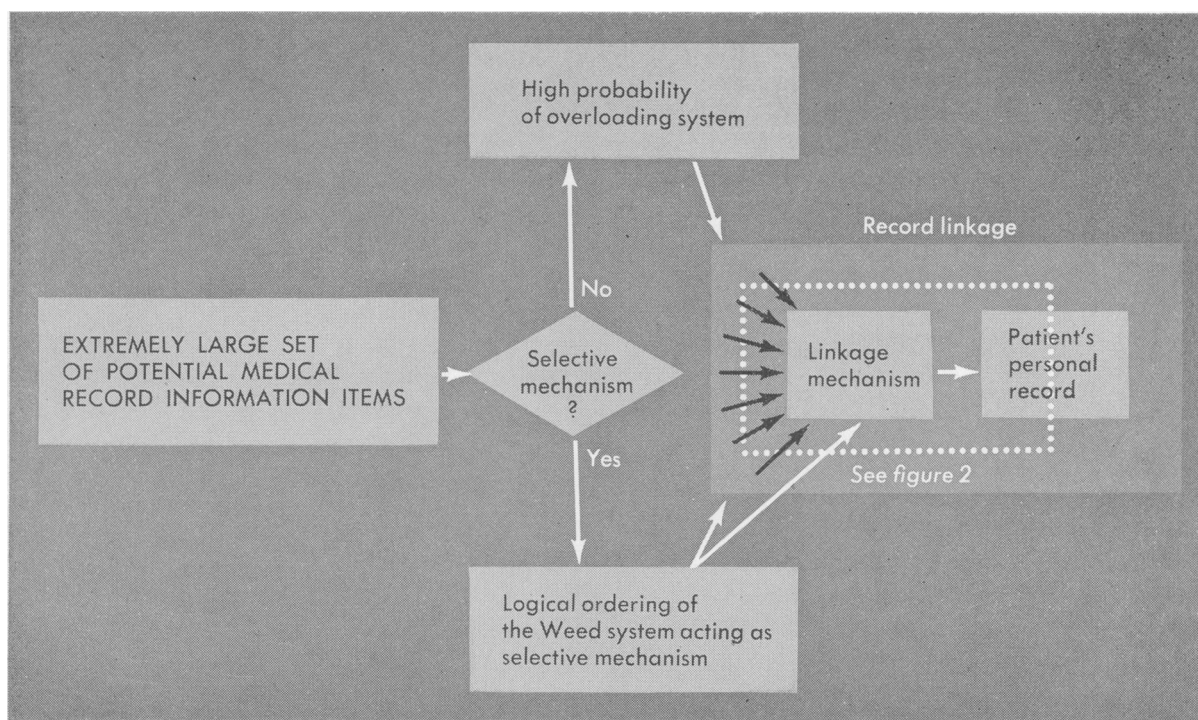 High probability
of overloading system
Record linkage
No
EXTREMELY LARGE SET
OF POTENTIAL MEDICAL
RECORD INFORMATION ITEMS
Selective
mechanism
?
Linkage
mechanism
Patient's
personal
record
Yes
See figure 2
Logical ordering of
the Weed system acting as
selective mechanism